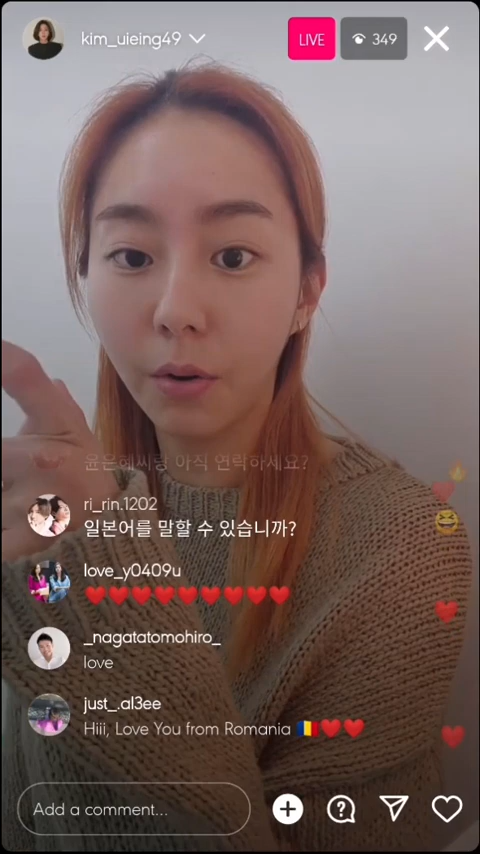 kim_uieing49
LIVE
349
윤은혜씨랑 아직 연락하세요?
ri_rin.1202
일본어를 말할 수 있습니까?
love_y0409u
❤️❤️❤️❤️❤️❤️❤️❤️❤️
_nagatatomohiro_
love
just_.al3ee
Hiii, Love You from Romania 🇷🇴❤️❤️
Add a comment...